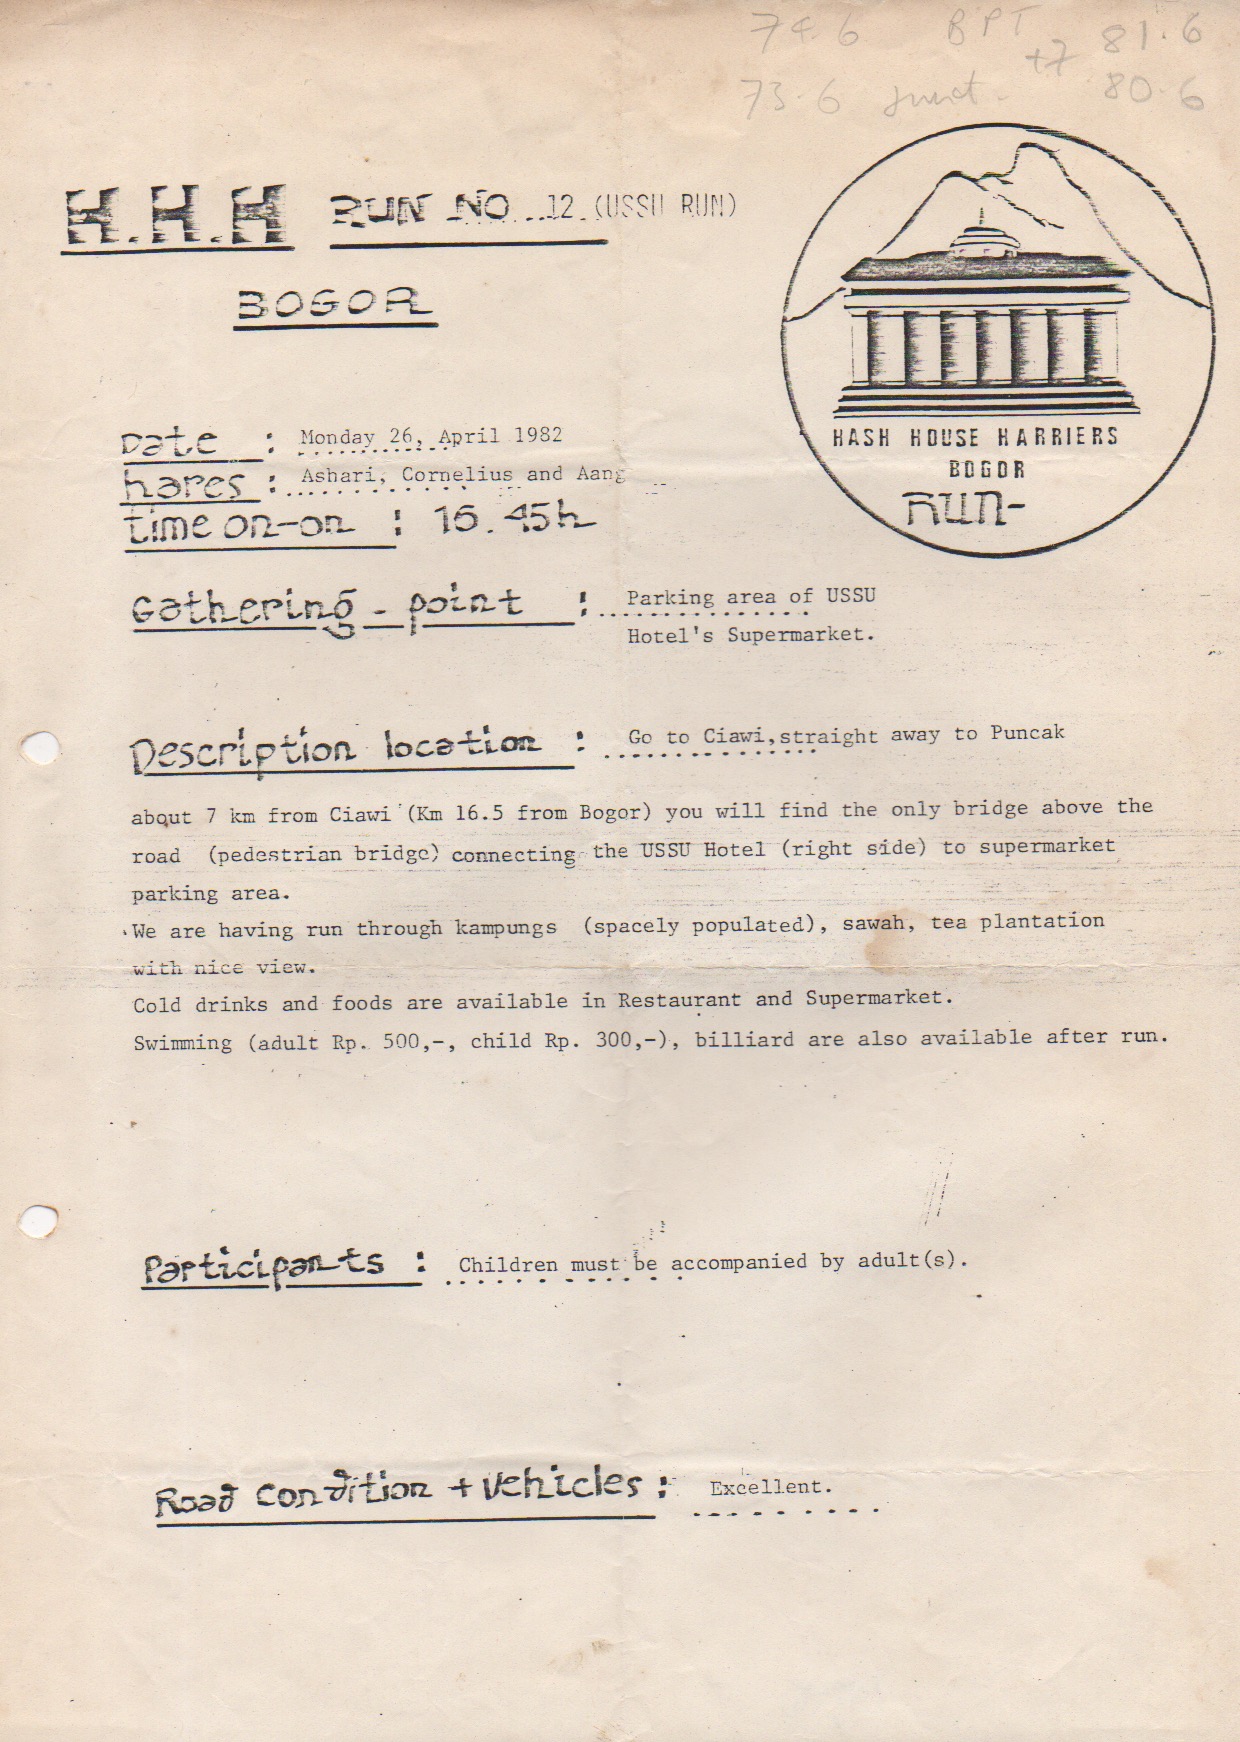 74.6 BPT +7 81.6
73.6 junct. 80.6
H.H.H RUN NO...12 (USSU RUN)
BOGOR
HASH HOUSE HARRIERS
BOGOR
RUN-
Date : Monday 26, April 1982
hares : Ashari, Cornelius and Aang
time on-on : 16.45h
Gathering-point : Parking area of USSU
Hotel's Supermarket.
Description location : Go to Ciawi,straight away to Puncak
about 7 km from Ciawi (Km 16.5 from Bogor) you will find the only bridge above the
road (pedestrian bridge) connecting the USSU Hotel (right side) to supermarket
parking area.
We are having run through kampungs (spacely populated), sawah, tea plantation
with nice view.
Cold drinks and foods are available in Restaurant and Supermarket.
Swimming (adult Rp. 500,-, child Rp. 300,-), billiard are also available after run.
Participants : Children must be accompanied by adult(s).
Road condition + vehicles : Excellent.